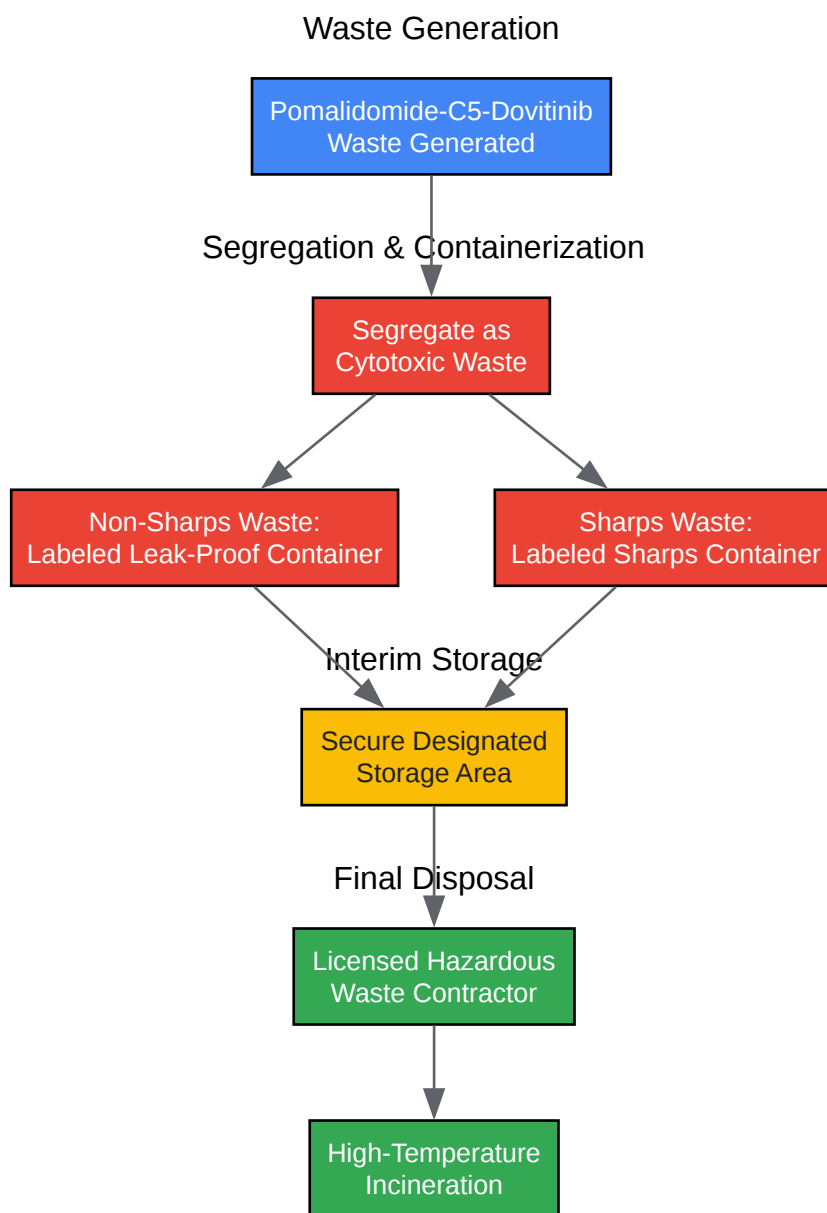 Waste Generation
Pomalidomide-C5-Dovitinib
Waste Generated
Segregation & Containerization
Segregate as
Cytotoxic Waste
Non-Sharps Waste:
Labeled Leak-Proof Container
Sharps Waste:
Labeled Sharps Container
Interim Storage
Secure Designated
Storage Area
Final Disposal
Licensed Hazardous
Waste Contractor
High-Temperature
Incineration